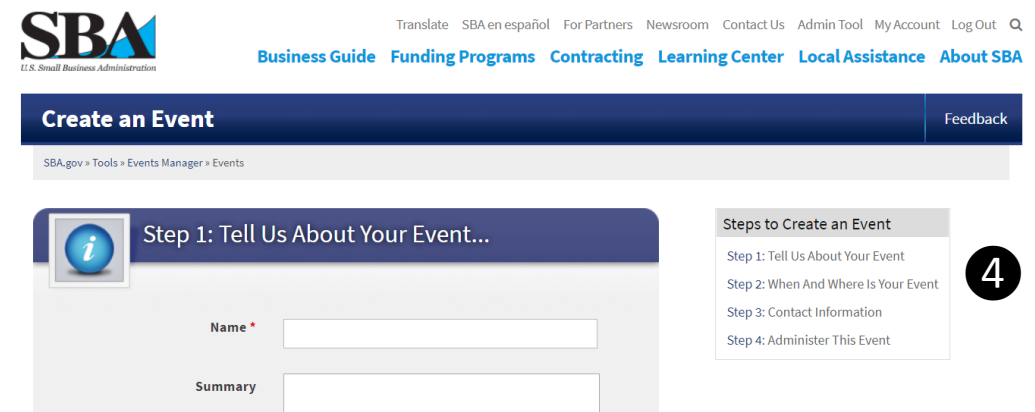 SBA
U.S. Small Business Administration
Translate SBA en español For Partners Newsroom Contact Us Admin Tool My Account Log Out
Business Guide Funding Programs Contracting Learning Center Local Assistance About SBA
Create an Event
Feedback
SBA.gov » Tools » Events Manager » Events
i
Step 1: Tell Us About Your Event...
Name *
Summary
Steps to Create an Event
Step 1: Tell Us About Your Event
Step 2: When And Where Is Your Event
Step 3: Contact Information
Step 4: Administer This Event
4